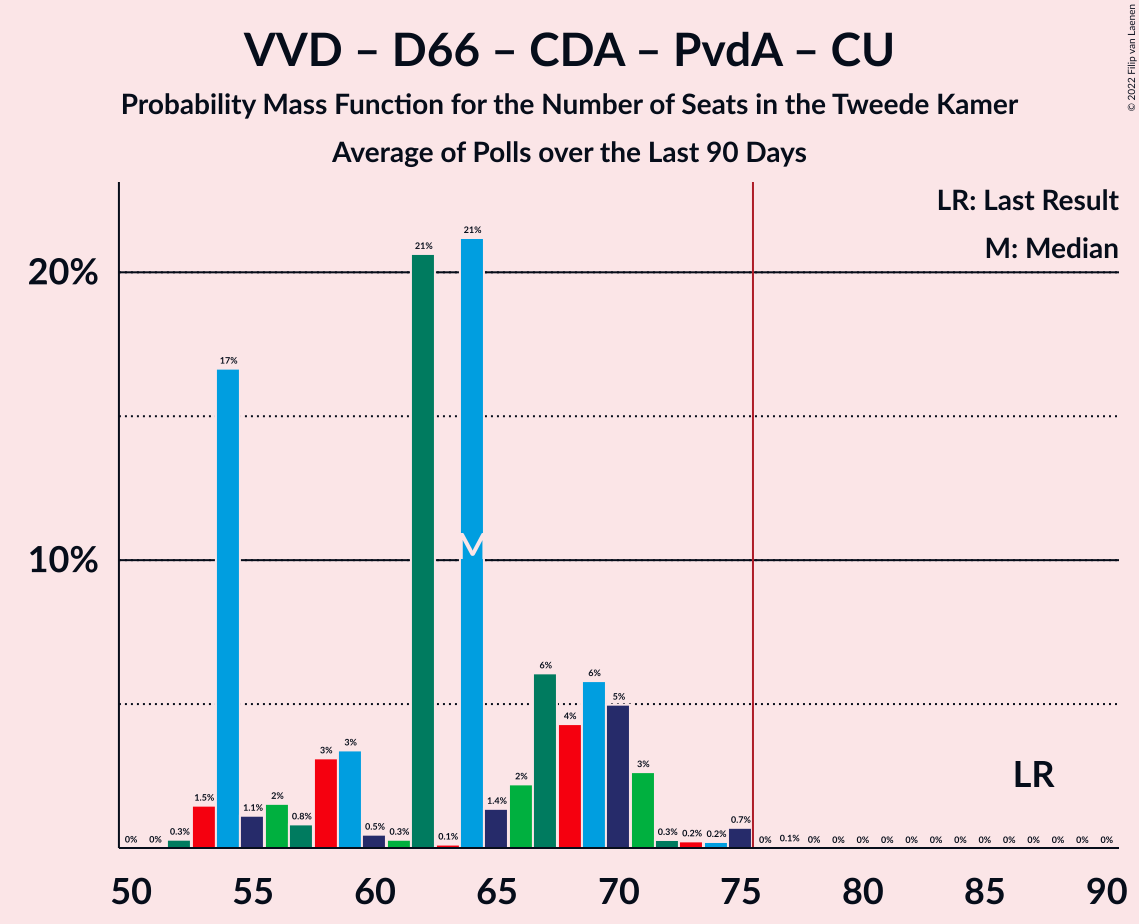 VVD – D66 – CDA – PvdA – CU
Probability Mass Function for the Number of Seats in the Tweede Kamer
Average of Polls over the Last 90 Days
© 2022 Filip van Laenen
LR: Last Result
M: Median
20%
10%
0% 0% 0.3% 1.5% 17% 1.1% 2% 0.8% 3% 3% 0.5% 0.3% 21% 0.1% 21% 1.4% 2% 6% 4% 6% 5% 3% 0.3% 0.2% 0.2% 0.7% 0% 0.1% 0% 0% 0% 0% 0% 0% 0% 0% 0% 0% 0% 0% 0%
M
LR
50 55 60 65 70 75 80 85 90